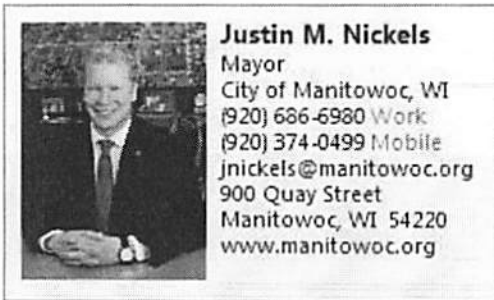 Justin M. Nickels
Mayor
City of Manitowoc, WI
(920) 686-6980 Work
(920) 374-0499 Mobile
jnickels@manitowoc.org
900 Quay Street
Manitowoc, WI 54220
www.manitowoc.org